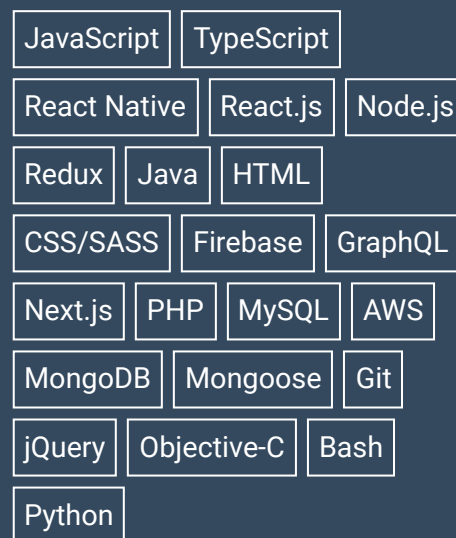 JavaScript TypeScript
React Native React.js Node.js
Redux Java HTML
CSS/SASS Firebase GraphQL
Next.js PHP MySQL AWS
MongoDB Mongoose Git
jQuery Objective-C Bash
Python